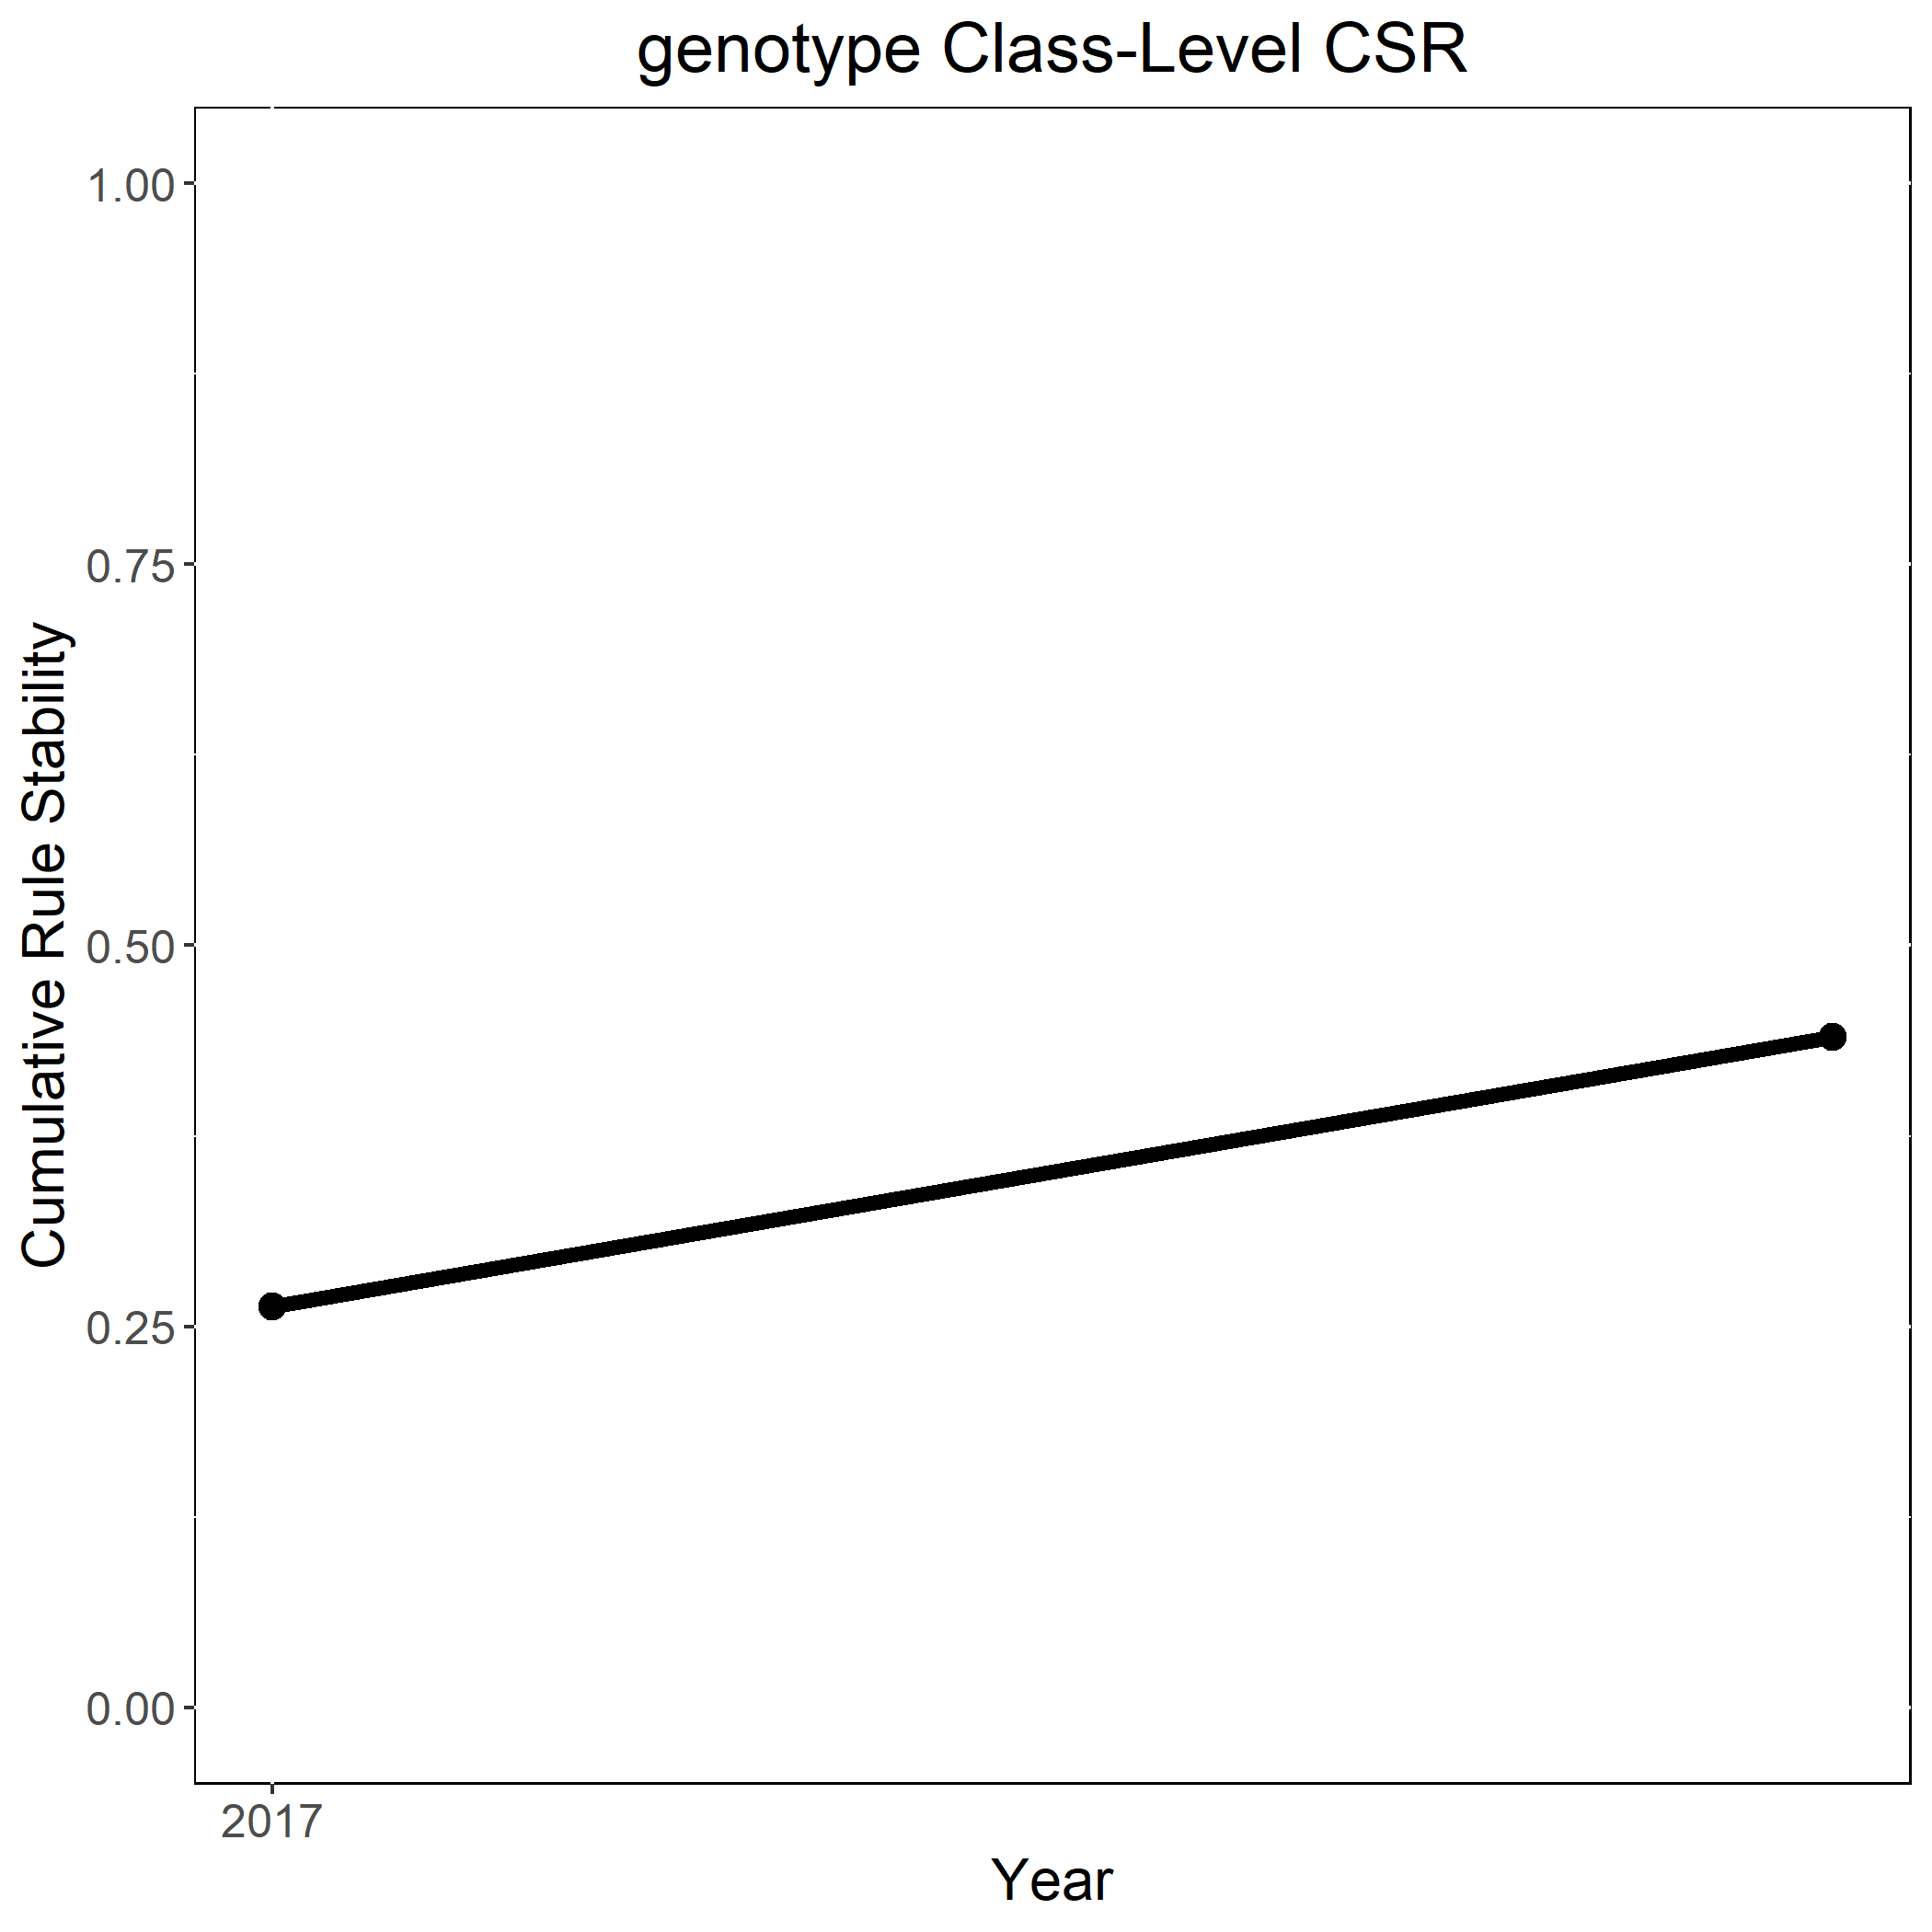 genotype Class-Level CSR
1.00
0.75
0.50
0.25
0.00
Cumulative Rule Stability
2017
Year